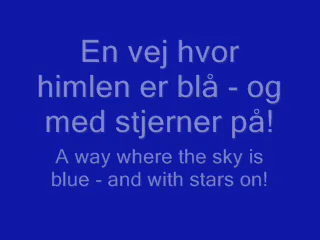 En vej hvor
himlen er blå - og
med stjerner på!
A way where the sky is
blue - and with stars on!